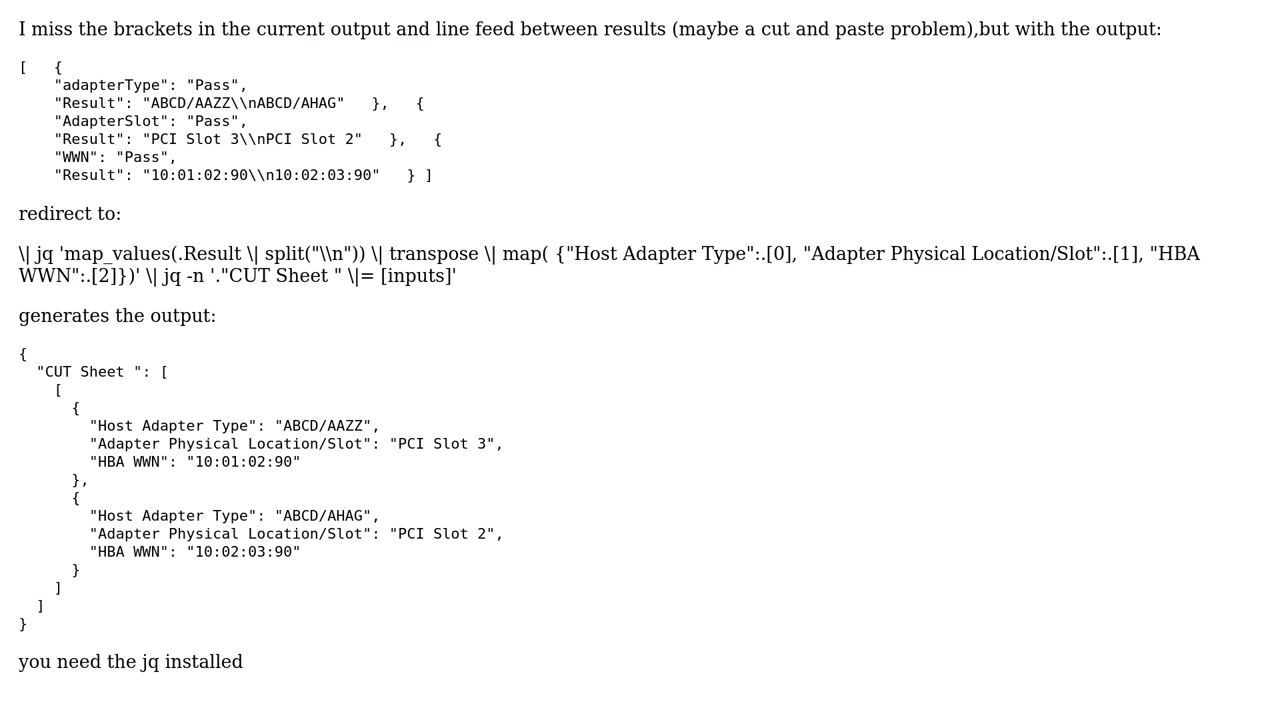 I miss the brackets in the current output and line feed between results (maybe a cut and paste problem),but with the output:
[   {
    "adapterType": "Pass",
    "Result": "ABCD/AAZZ\\nABCD/AHAG"   },   {
    "AdapterSlot": "Pass",
    "Result": "PCI Slot 3\\nPCI Slot 2"   },   {
    "WWN": "Pass",
    "Result": "10:01:02:90\\n10:02:03:90"   } ]
redirect to:
\| jq 'map_values(.Result \| split("\\n")) \| transpose \| map( {"Host Adapter Type":.[0], "Adapter Physical Location/Slot":.[1], "HBA
WWN":.[2]})' \| jq -n '."CUT Sheet " \|= [inputs]'
generates the output:
{
  "CUT Sheet ": [
    [
      {
        "Host Adapter Type": "ABCD/AAZZ",
        "Adapter Physical Location/Slot": "PCI Slot 3",
        "HBA WWN": "10:01:02:90"
      },
      {
        "Host Adapter Type": "ABCD/AHAG",
        "Adapter Physical Location/Slot": "PCI Slot 2",
        "HBA WWN": "10:02:03:90"
      }
    ]
  ]
}
you need the jq installed